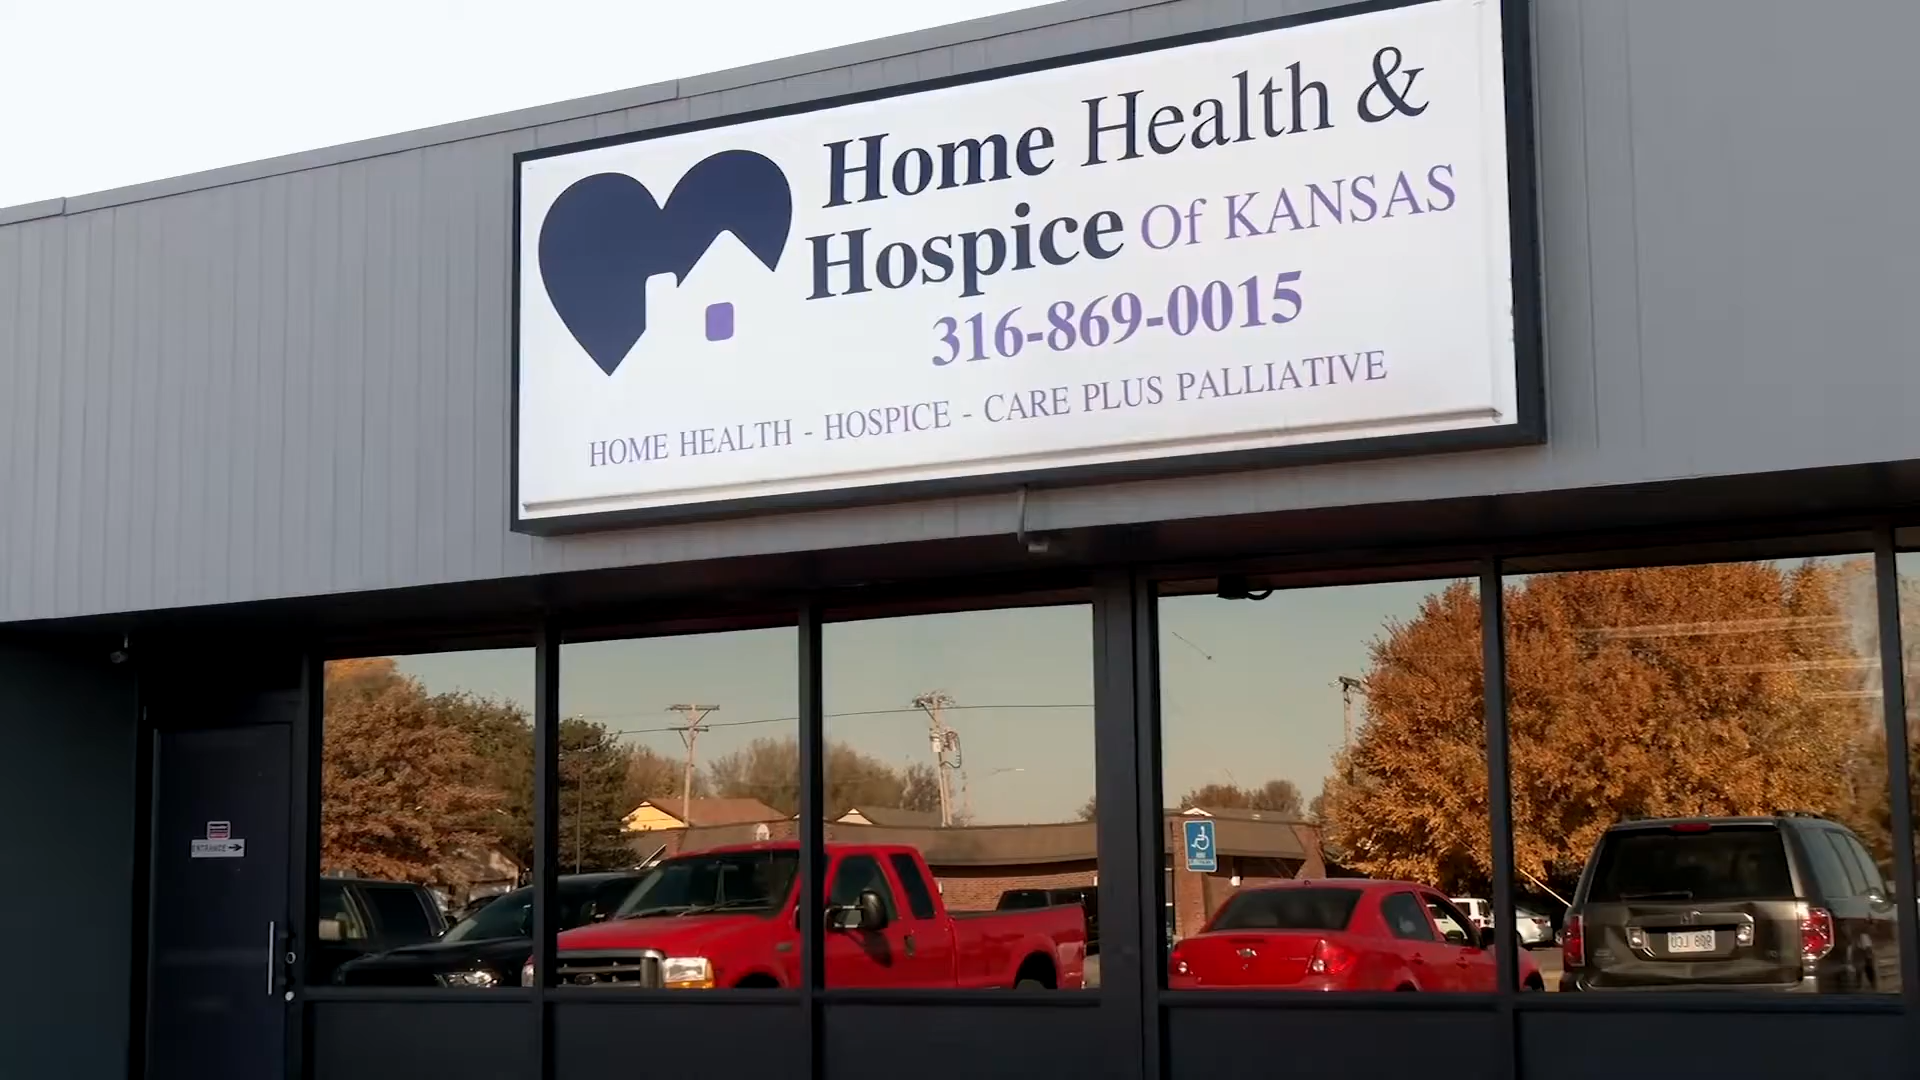 Home Health &
Hospice Of KANSAS
316-869-0015
HOME HEALTH - HOSPICE - CARE PLUS PALLIATIVE
ENTRANCE